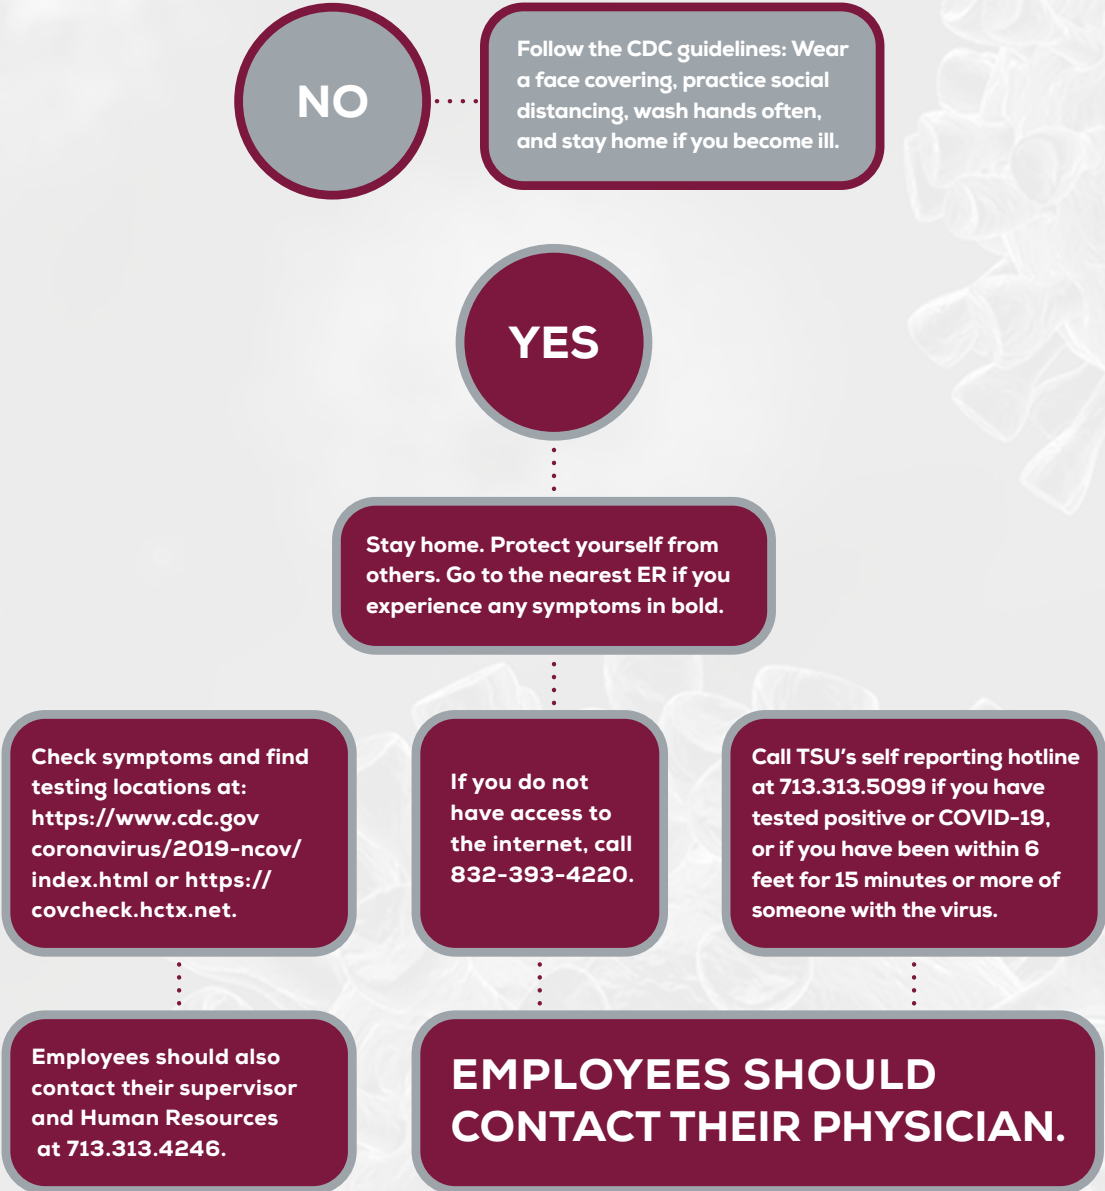 NO
Follow the CDC guidelines: Wear
a face covering, practice social
distancing, wash hands often,
and stay home if you become ill.
YES
Stay home. Protect yourself from
others. Go to the nearest ER if you
experience any symptoms in bold.
Check symptoms and find
testing locations at:
https://www.cdc.gov
coronavirus/2019-ncov/
index.html or https://
covcheck.hctx.net.
If you do not
have access to
the internet, call
832-393-4220.
Call TSU’s self reporting hotline
at 713.313.5099 if you have
tested positive or COVID-19,
or if you have been within 6
feet for 15 minutes or more of
someone with the virus.
Employees should also
contact their supervisor
and Human Resources
at 713.313.4246.
EMPLOYEES SHOULD
CONTACT THEIR PHYSICIAN.